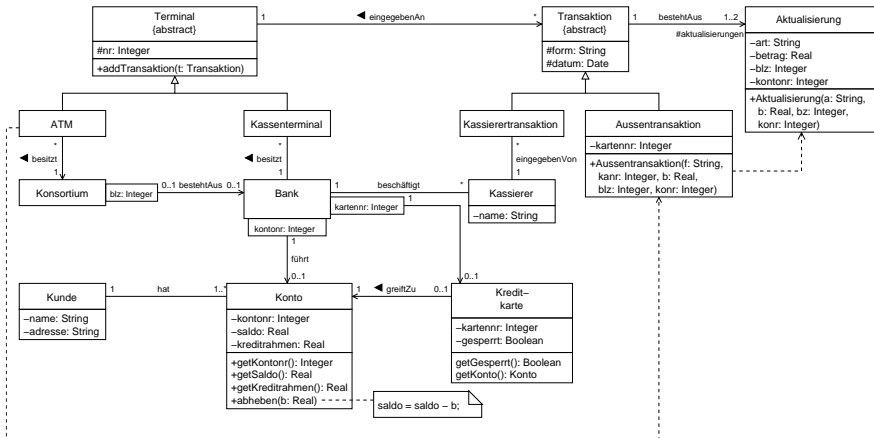 Terminal
{abstract}
#nr: Integer
+addTransaktion(t: Transaktion)
1
◄ eingegebenAn
*
Transaktion
{abstract}
#form: String
#datum: Date
1
bestehtAus
1..2
#aktualisierungen
Aktualisierung
–art: String
–betrag: Real
–blz: Integer
–kontonr: Integer
+Aktualisierung(a: String,
b: Real, bz: Integer,
konr: Integer)
ATM
Kassenterminal
Kassierertransaktion
Aussentransaktion
–kartennr: Integer
+Aussentransaktion(f: String,
kanr: Integer, b: Real,
blz: Integer, konr: Integer)
*
◄ besitzt
1
*
◄ besitzt
1
*
eingegebenVon
1
Konsortium
blz: Integer
0..1
bestehtAus
0..1
Bank
kartennr: Integer
kontonr: Integer
1
beschäftigt
*
1
Kassierer
–name: String
1
führt
0..1
0..1
Kunde
–name: String
–adresse: String
1
hat
1..*
Konto
–kontonr: Integer
–saldo: Real
–kreditrahmen: Real
+getKontonr(): Integer
+getSaldo(): Real
+getKreditrahmen(): Real
+abheben(b: Real)
1
◄ greiftZu
0..1
Kredit–
karte
–kartennr: Integer
–gesperrt: Boolean
getGesperrt(): Boolean
getKonto(): Konto
saldo = saldo – b;